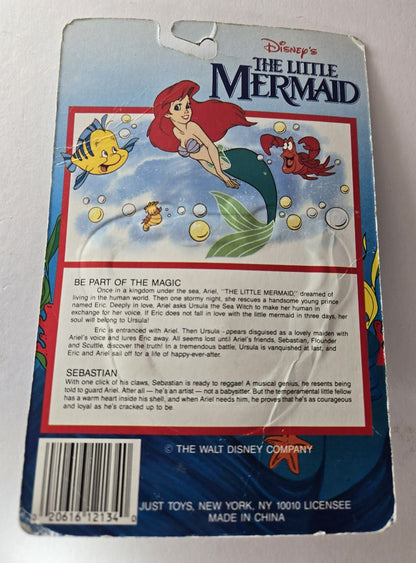 Disney's
THE LITTLE
MERMAID
BE PART OF THE MAGIC
Once in a kingdom under the sea, Ariel, "THE LITTLE MERMAID," dreamed of
living in the human world. Then one stormy night, she rescues a handsome young prince
named Eric. Deeply in love, Ariel asks Ursula the Sea Witch to make her human in
exchange for her voice. If Eric does not fall in love with the little mermaid in three days, her
soul will belong to Ursula!
Eric is enchanted with Ariel. Then Ursula appears disguised as a lovely maiden with
Ariel's voice and lures Eric away. All seems lost until Ariel's friends, Sebastian, Flounder
and Scuttle, discover the truth! In a tremendous battle, Ursula is vanquished at last, and
Eric and Ariel sail off for a life of happy-ever-after.
SEBASTIAN
With one click of his claws, Sebastian is ready to reggae! A musical genius, he resents being
told to guard Ariel. After all — he's an artist — not a babysitter. But the temperamental little fellow
has a warm heart inside his shell, and when Ariel needs him, he proves that he's as courageous
and loyal as he's cracked up to be.
© THE WALT DISNEY COMPANY
JUST TOYS, NEW YORK, NY 10010 LICENSEE
MADE IN CHINA
0 20616 12134 0